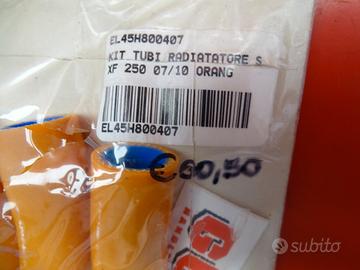 EL45H800407
KIT TUBI RADIATATORE S
XF 250 07/10 ORANG
EL45H800407
€60,50
subito